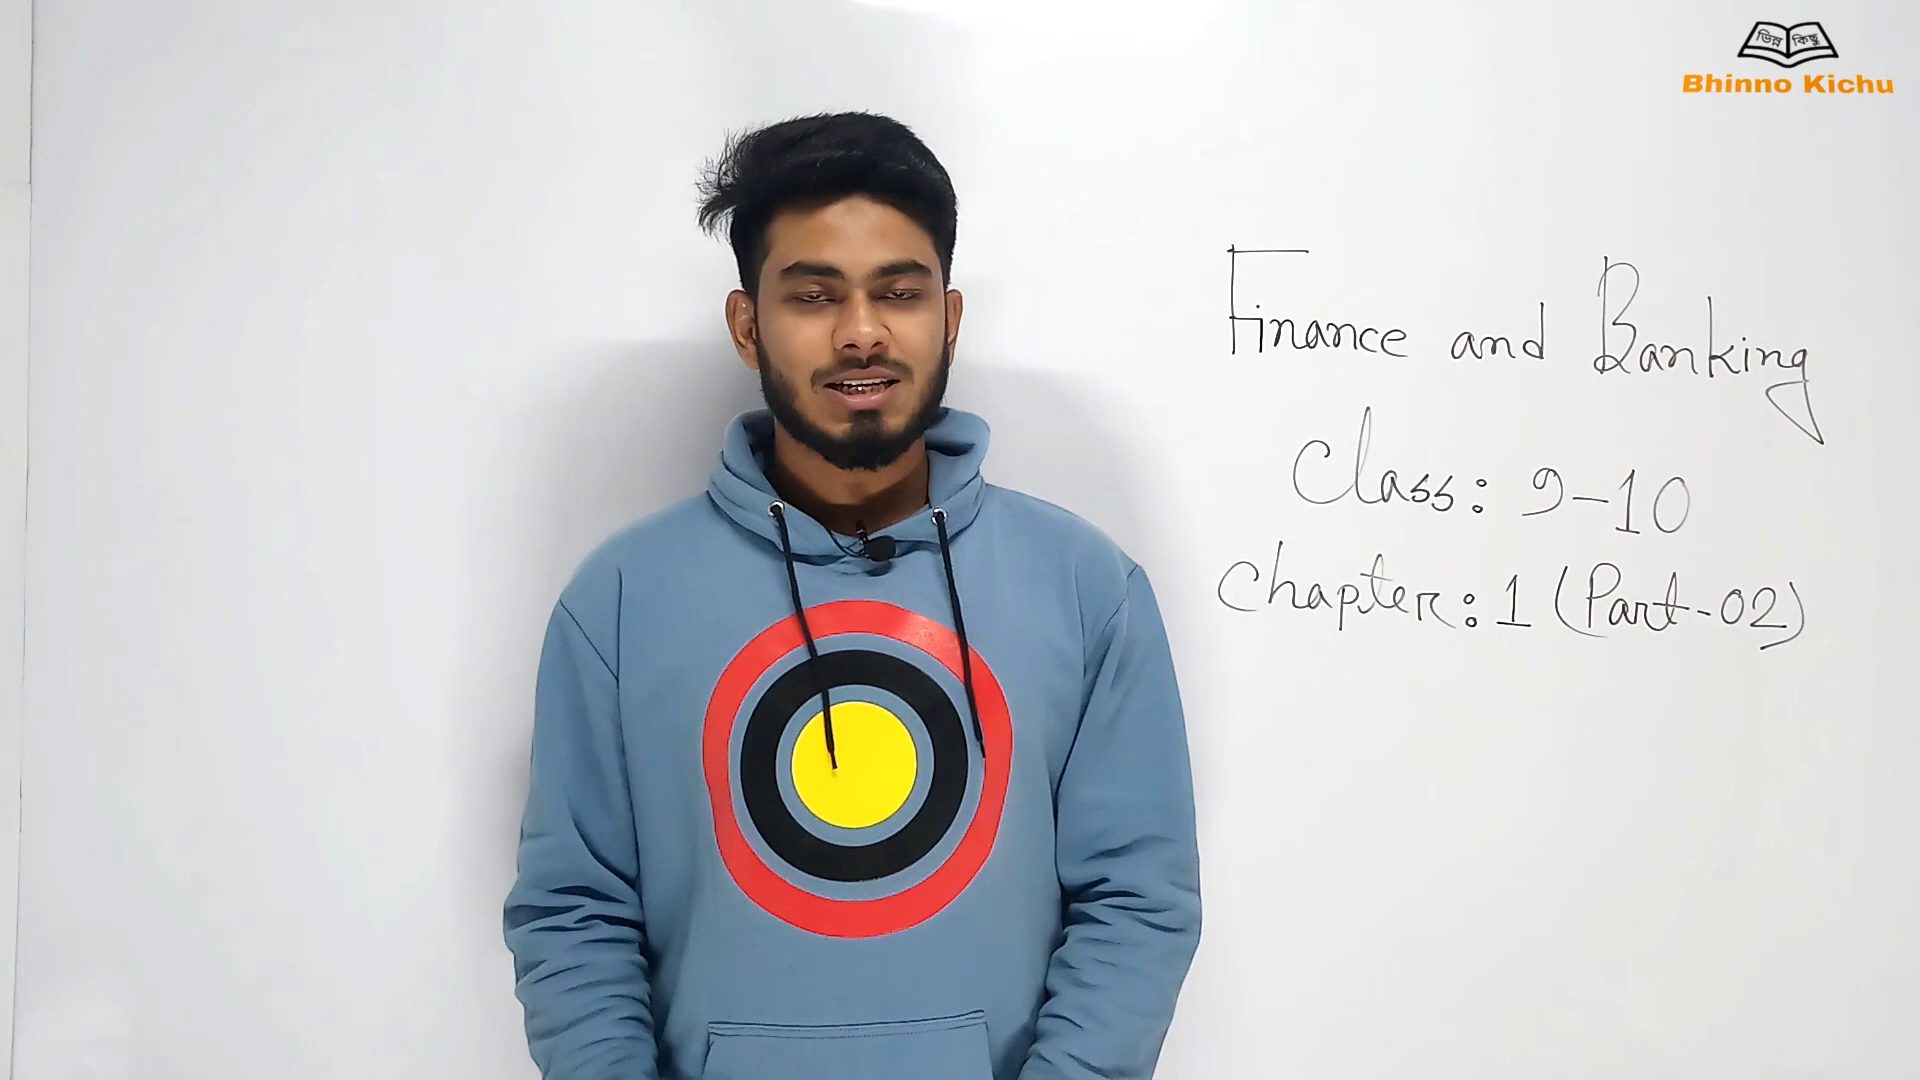 ভিন্ন কিছু
Bhinno Kichu
Finance and Banking
Class: 9-10
Chapter: 1 (Part-02)